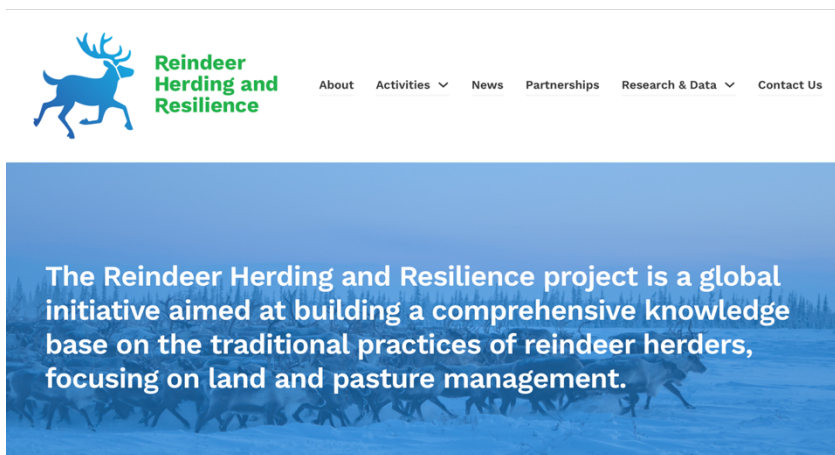 Reindeer
Herding and
Resilience
About Activities News Partnerships Research & Data Contact Us
The Reindeer Herding and Resilience project is a global
initiative aimed at building a comprehensive knowledge
base on the traditional practices of reindeer herders,
focusing on land and pasture management.